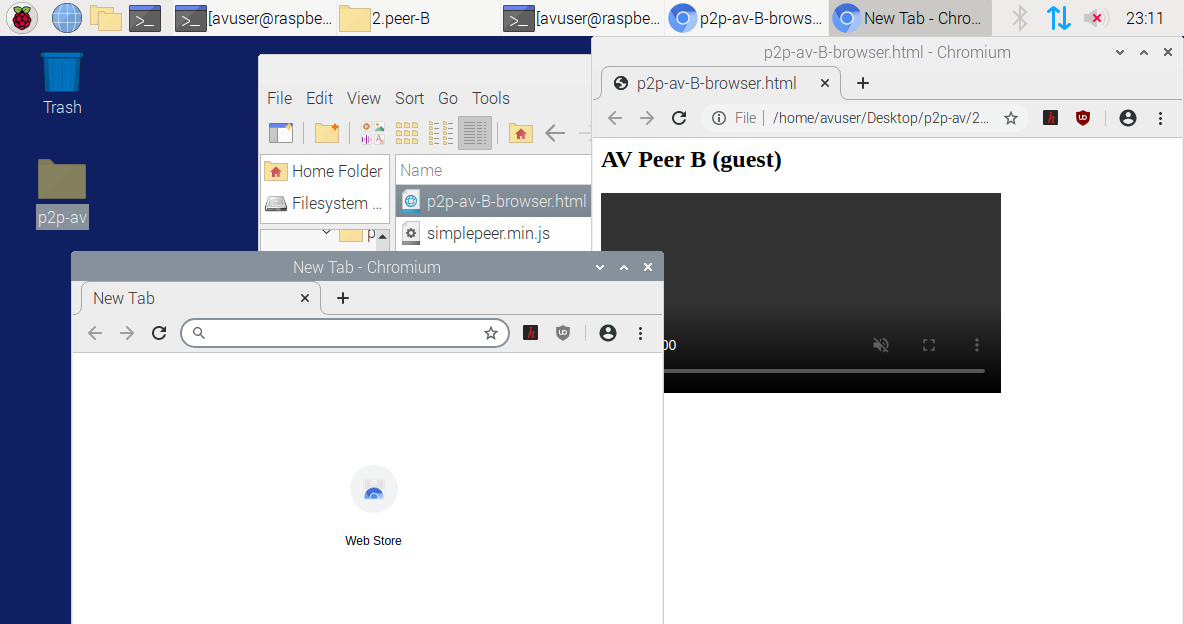 [avuser@raspbe...
2.peer-B
[avuser@raspbe...
p2p-av-B-brows...
New Tab - Chro...
23:11
Trash
p2p-av
File Edit View Sort Go Tools
Home Folder
Filesystem ...
p
Name
p2p-av-B-browser.html
simplepeer.min.js
p2p-av-B-browser.html - Chromium
p2p-av-B-browser.html
File | /home/avuser/Desktop/p2p-av/2...
AV Peer B (guest)
00
New Tab - Chromium
New Tab
Web Store